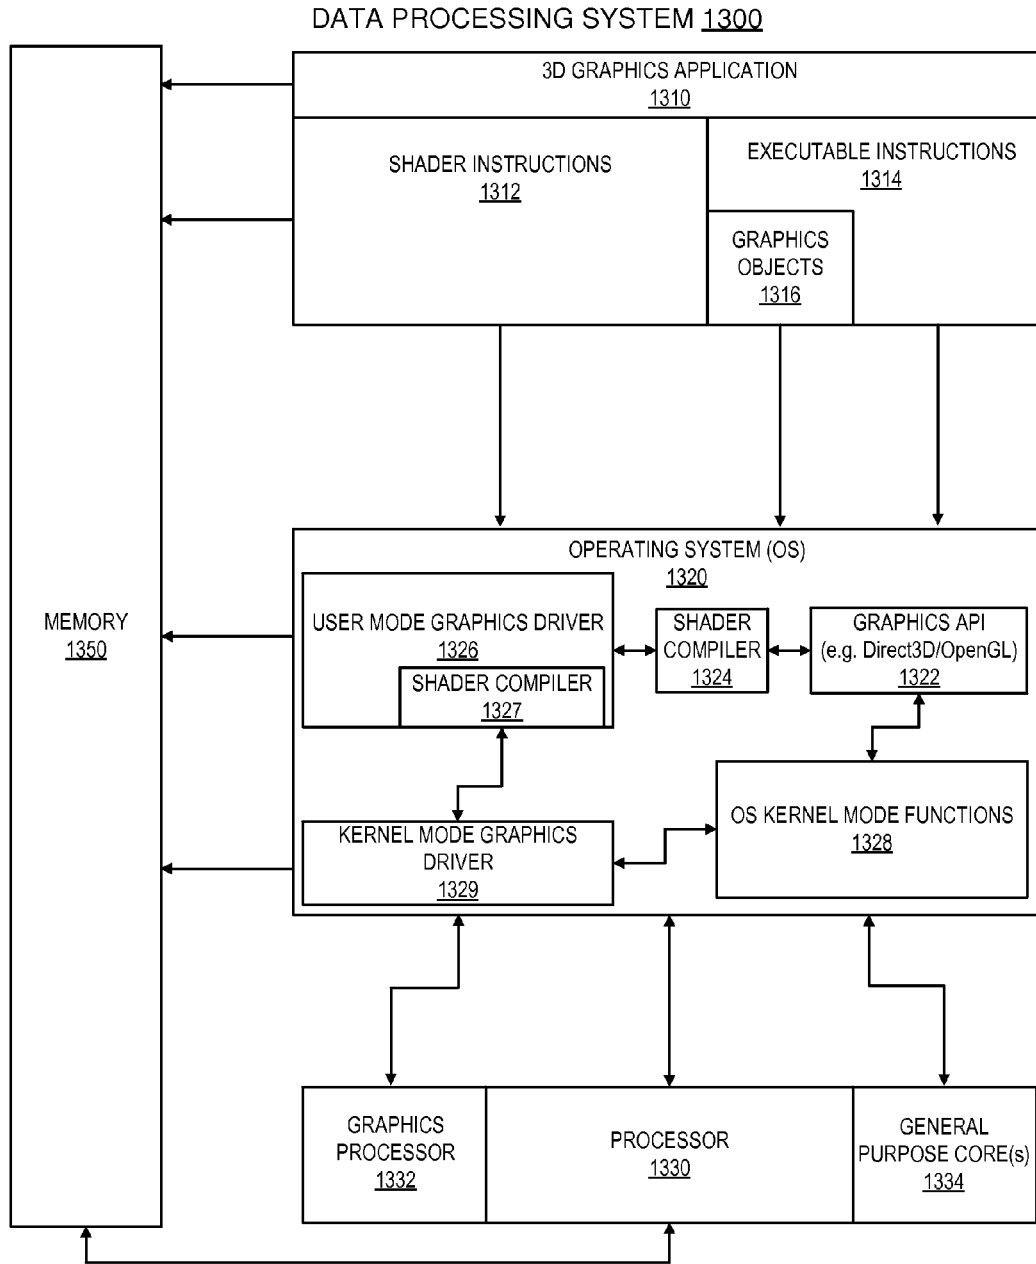 DATA PROCESSING SYSTEM 1300
3D GRAPHICS APPLICATION
1310
SHADER INSTRUCTIONS
1312
EXECUTABLE INSTRUCTIONS
1314
GRAPHICS
OBJECTS
1316
MEMORY
1350
OPERATING SYSTEM (OS)
1320
USER MODE GRAPHICS DRIVER
1326
SHADER COMPILER
1327
SHADER
COMPILER
1324
GRAPHICS API
(e.g. Direct3D/OpenGL)
1322
KERNEL MODE GRAPHICS
DRIVER
1329
OS KERNEL MODE FUNCTIONS
1328
GRAPHICS
PROCESSOR
1332
PROCESSOR
1330
GENERAL
PURPOSE CORE(s)
1334